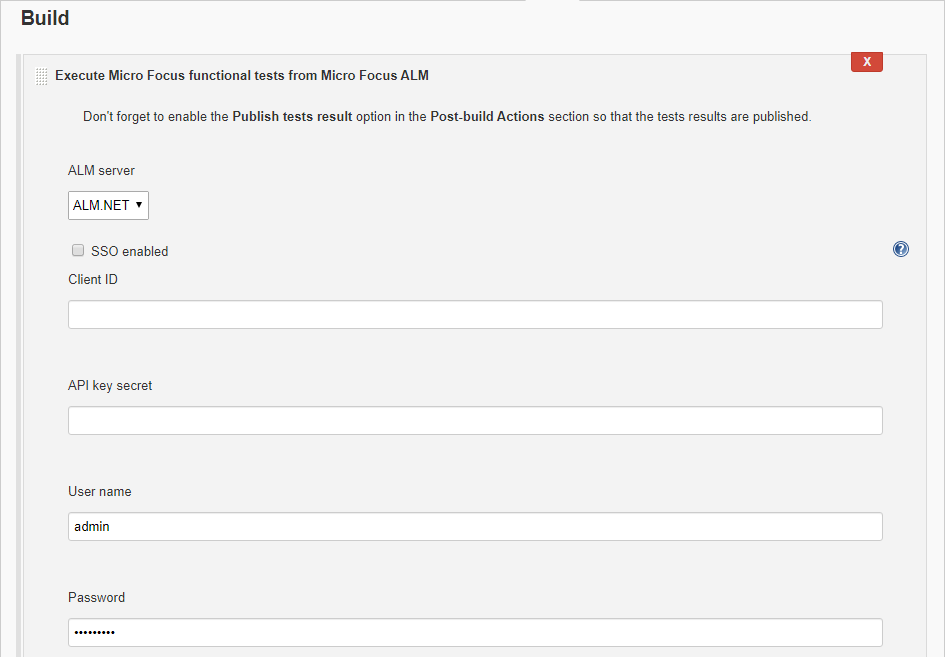 Build
Execute Micro Focus functional tests from Micro Focus ALM
X
Don't forget to enable the Publish tests result option in the Post-build Actions section so that the tests results are published.
ALM server
ALM.NET
SSO enabled
?
Client ID
API key secret
User name
admin
Password
•••••••••